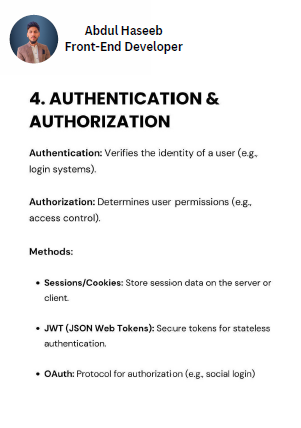 Abdul Haseeb
Front-End Developer
4. AUTHENTICATION &
AUTHORIZATION
Authentication: Verifies the identity of a user (e.g.,
login systems).
Authorization: Determines user permissions (e.g.,
access control).
Methods:
• Sessions/Cookies: Store session data on the server or
client.
• JWT (JSON Web Tokens): Secure tokens for stateless
authentication.
• OAuth: Protocol for authorization (e.g., social login)